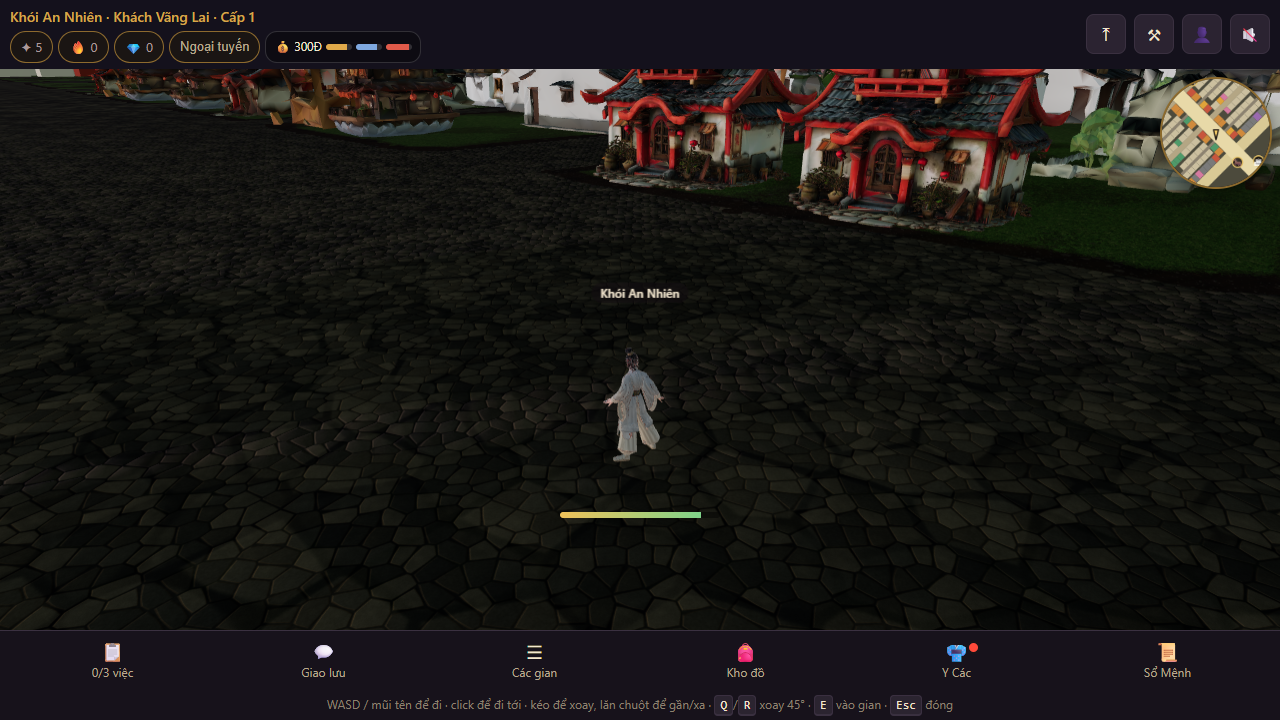 Khói An Nhiên · Khách Vãng Lai · Cấp 1
5 0 0 Ngoại tuyến 300Đ
Khói An Nhiên
0/3 việc Giao lưu Các gian Kho đồ Y Các Sổ Mệnh
WASD / mũi tên để đi · click để đi tới · kéo để xoay, lăn chuột để gần/xa · Q / R xoay 45° · E vào gian · Esc đóng